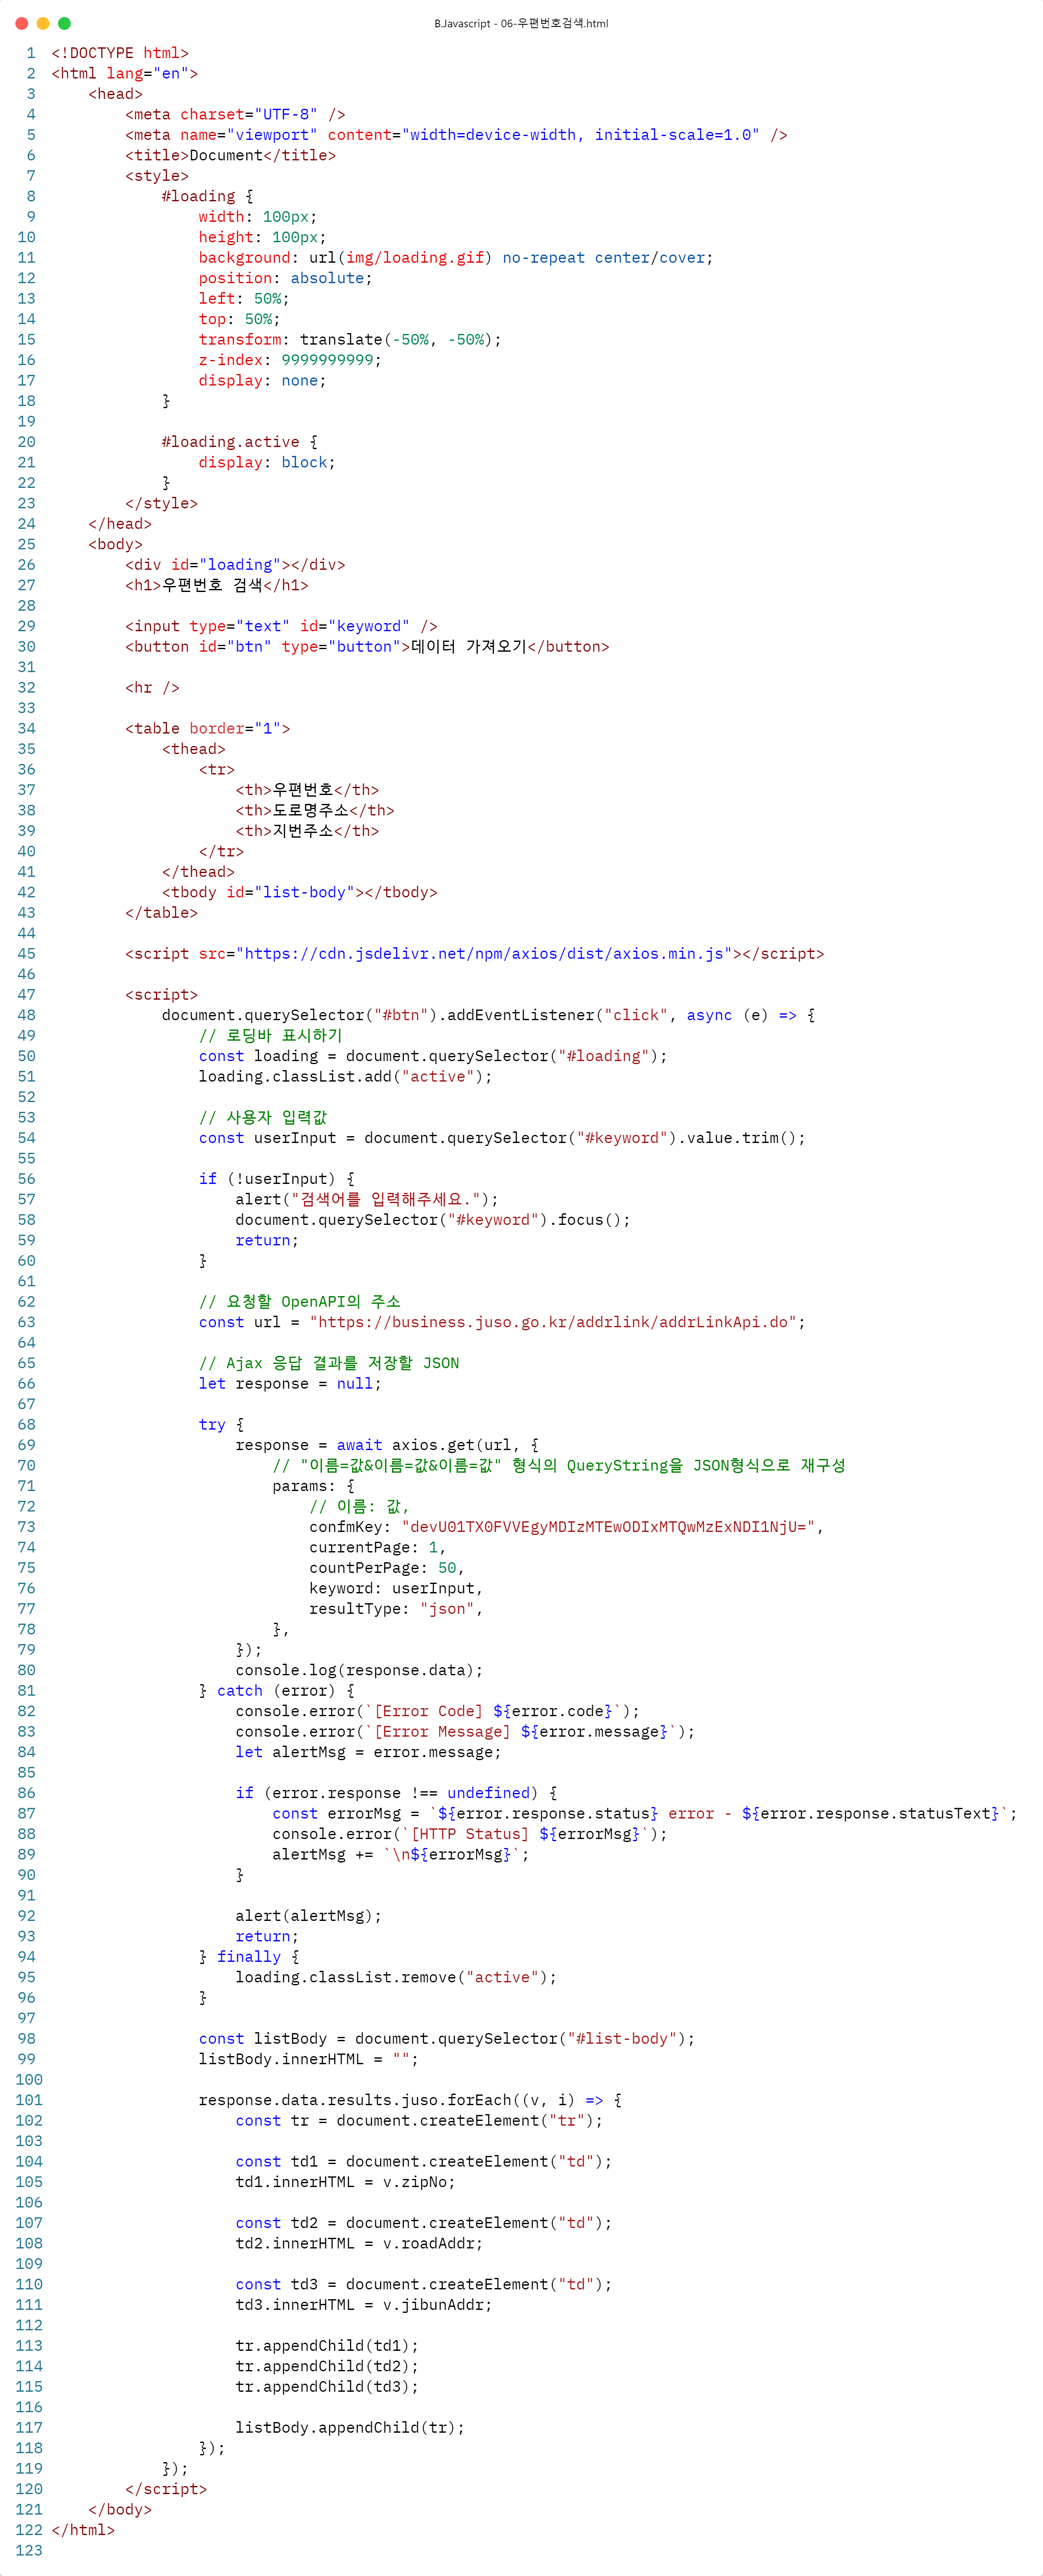 B.Javascript - 06-우편번호검색.html
1 <!DOCTYPE html>
2 <html lang="en">
3     <head>
4         <meta charset="UTF-8" />
5         <meta name="viewport" content="width=device-width, initial-scale=1.0" />
6         <title>Document</title>
7         <style>
8             #loading {
9                 width: 100px;
10                 height: 100px;
11                 background: url(img/loading.gif) no-repeat center/cover;
12                 position: absolute;
13                 left: 50%;
14                 top: 50%;
15                 transform: translate(-50%, -50%);
16                 z-index: 9999999999;
17                 display: none;
18             }
19
20             #loading.active {
21                 display: block;
22             }
23         </style>
24     </head>
25     <body>
26         <div id="loading"></div>
27         <h1>우편번호 검색</h1>
28
29         <input type="text" id="keyword" />
30         <button id="btn" type="button">데이터 가져오기</button>
31
32         <hr />
33
34         <table border="1">
35             <thead>
36                 <tr>
37                     <th>우편번호</th>
38                     <th>도로명주소</th>
39                     <th>지번주소</th>
40                 </tr>
41             </thead>
42             <tbody id="list-body"></tbody>
43         </table>
44
45         <script src="https://cdn.jsdelivr.net/npm/axios/dist/axios.min.js"></script>
46
47         <script>
48             document.querySelector("#btn").addEventListener("click", async (e) => {
49                 // 로딩바 표시하기
50                 const loading = document.querySelector("#loading");
51                 loading.classList.add("active");
52
53                 // 사용자 입력값
54                 const userInput = document.querySelector("#keyword").value.trim();
55
56                 if (!userInput) {
57                     alert("검색어를 입력해주세요.");
58                     document.querySelector("#keyword").focus();
59                     return;
60                 }
61
62                 // 요청할 OpenAPI의 주소
63                 const url = "https://business.juso.go.kr/addrlink/addrLinkApi.do";
64
65                 // Ajax 응답 결과를 저장할 JSON
66                 let response = null;
67
68                 try {
69                     response = await axios.get(url, {
70                         // "이름=값&이름=값&이름=값" 형식의 QueryString을 JSON형식으로 재구성
71                         params: {
72                             // 이름: 값,
73                             confmKey: "devU01TX0FVVEgyMDIzMTEwODIxMTQwMzExNDI1NjU=",
74                             currentPage: 1,
75                             countPerPage: 50,
76                             keyword: userInput,
77                             resultType: "json",
78                         },
79                     });
80                     console.log(response.data);
81                 } catch (error) {
82                     console.error(`[Error Code] ${error.code}`);
83                     console.error(`[Error Message] ${error.message}`);
84                     let alertMsg = error.message;
85
86                     if (error.response !== undefined) {
87                         const errorMsg = `${error.response.status} error - ${error.response.statusText}`;
88                         console.error(`[HTTP Status] ${errorMsg}`);
89                         alertMsg += `\n${errorMsg}`;
90                     }
91
92                     alert(alertMsg);
93                     return;
94                 } finally {
95                     loading.classList.remove("active");
96                 }
97
98                 const listBody = document.querySelector("#list-body");
99                 listBody.innerHTML = "";
100
101                 response.data.results.juso.forEach((v, i) => {
102                     const tr = document.createElement("tr");
103
104                     const td1 = document.createElement("td");
105                     td1.innerHTML = v.zipNo;
106
107                     const td2 = document.createElement("td");
108                     td2.innerHTML = v.roadAddr;
109
110                     const td3 = document.createElement("td");
111                     td3.innerHTML = v.jibunAddr;
112
113                     tr.appendChild(td1);
114                     tr.appendChild(td2);
115                     tr.appendChild(td3);
116
117                     listBody.appendChild(tr);
118                 });
119             });
120         </script>
121     </body>
122 </html>
123